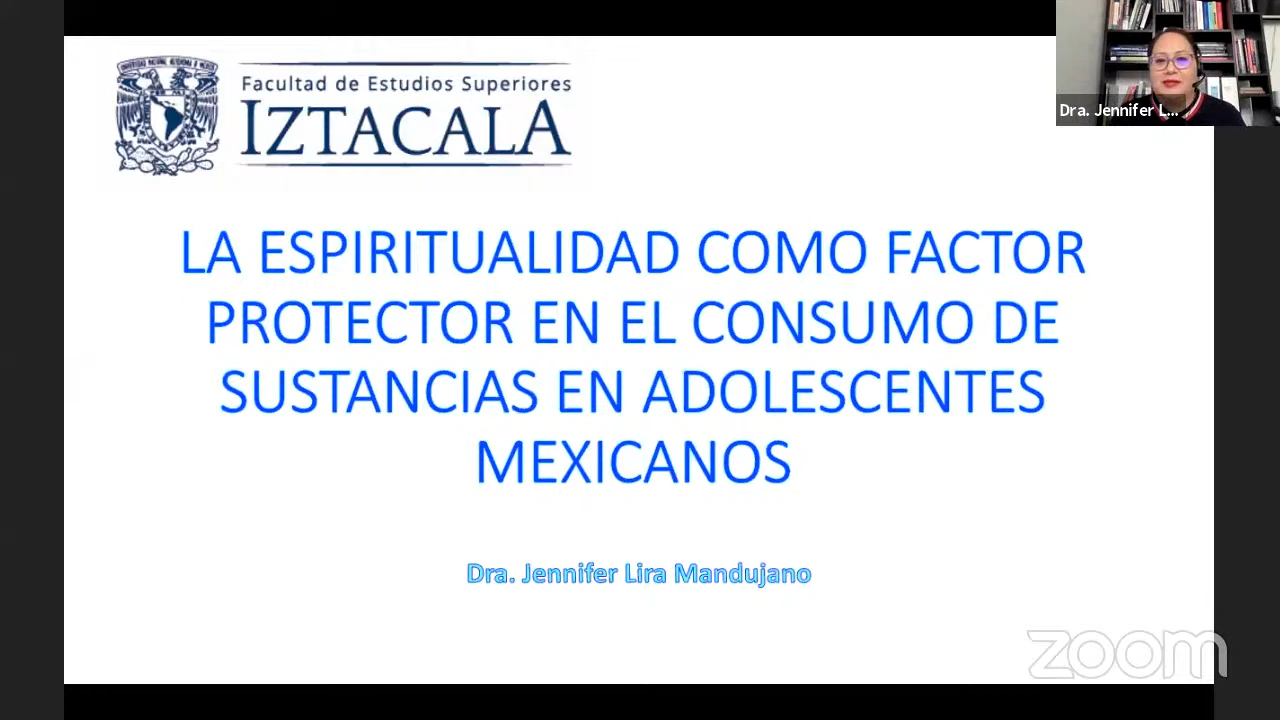 Facultad de Estudios Superiores
IZTACALA
LA ESPIRITUALIDAD COMO FACTOR
PROTECTOR EN EL CONSUMO DE
SUSTANCIAS EN ADOLESCENTES
MEXICANOS
Dra. Jennifer Lira Mandujano
Dra. Jennifer L...
zoom